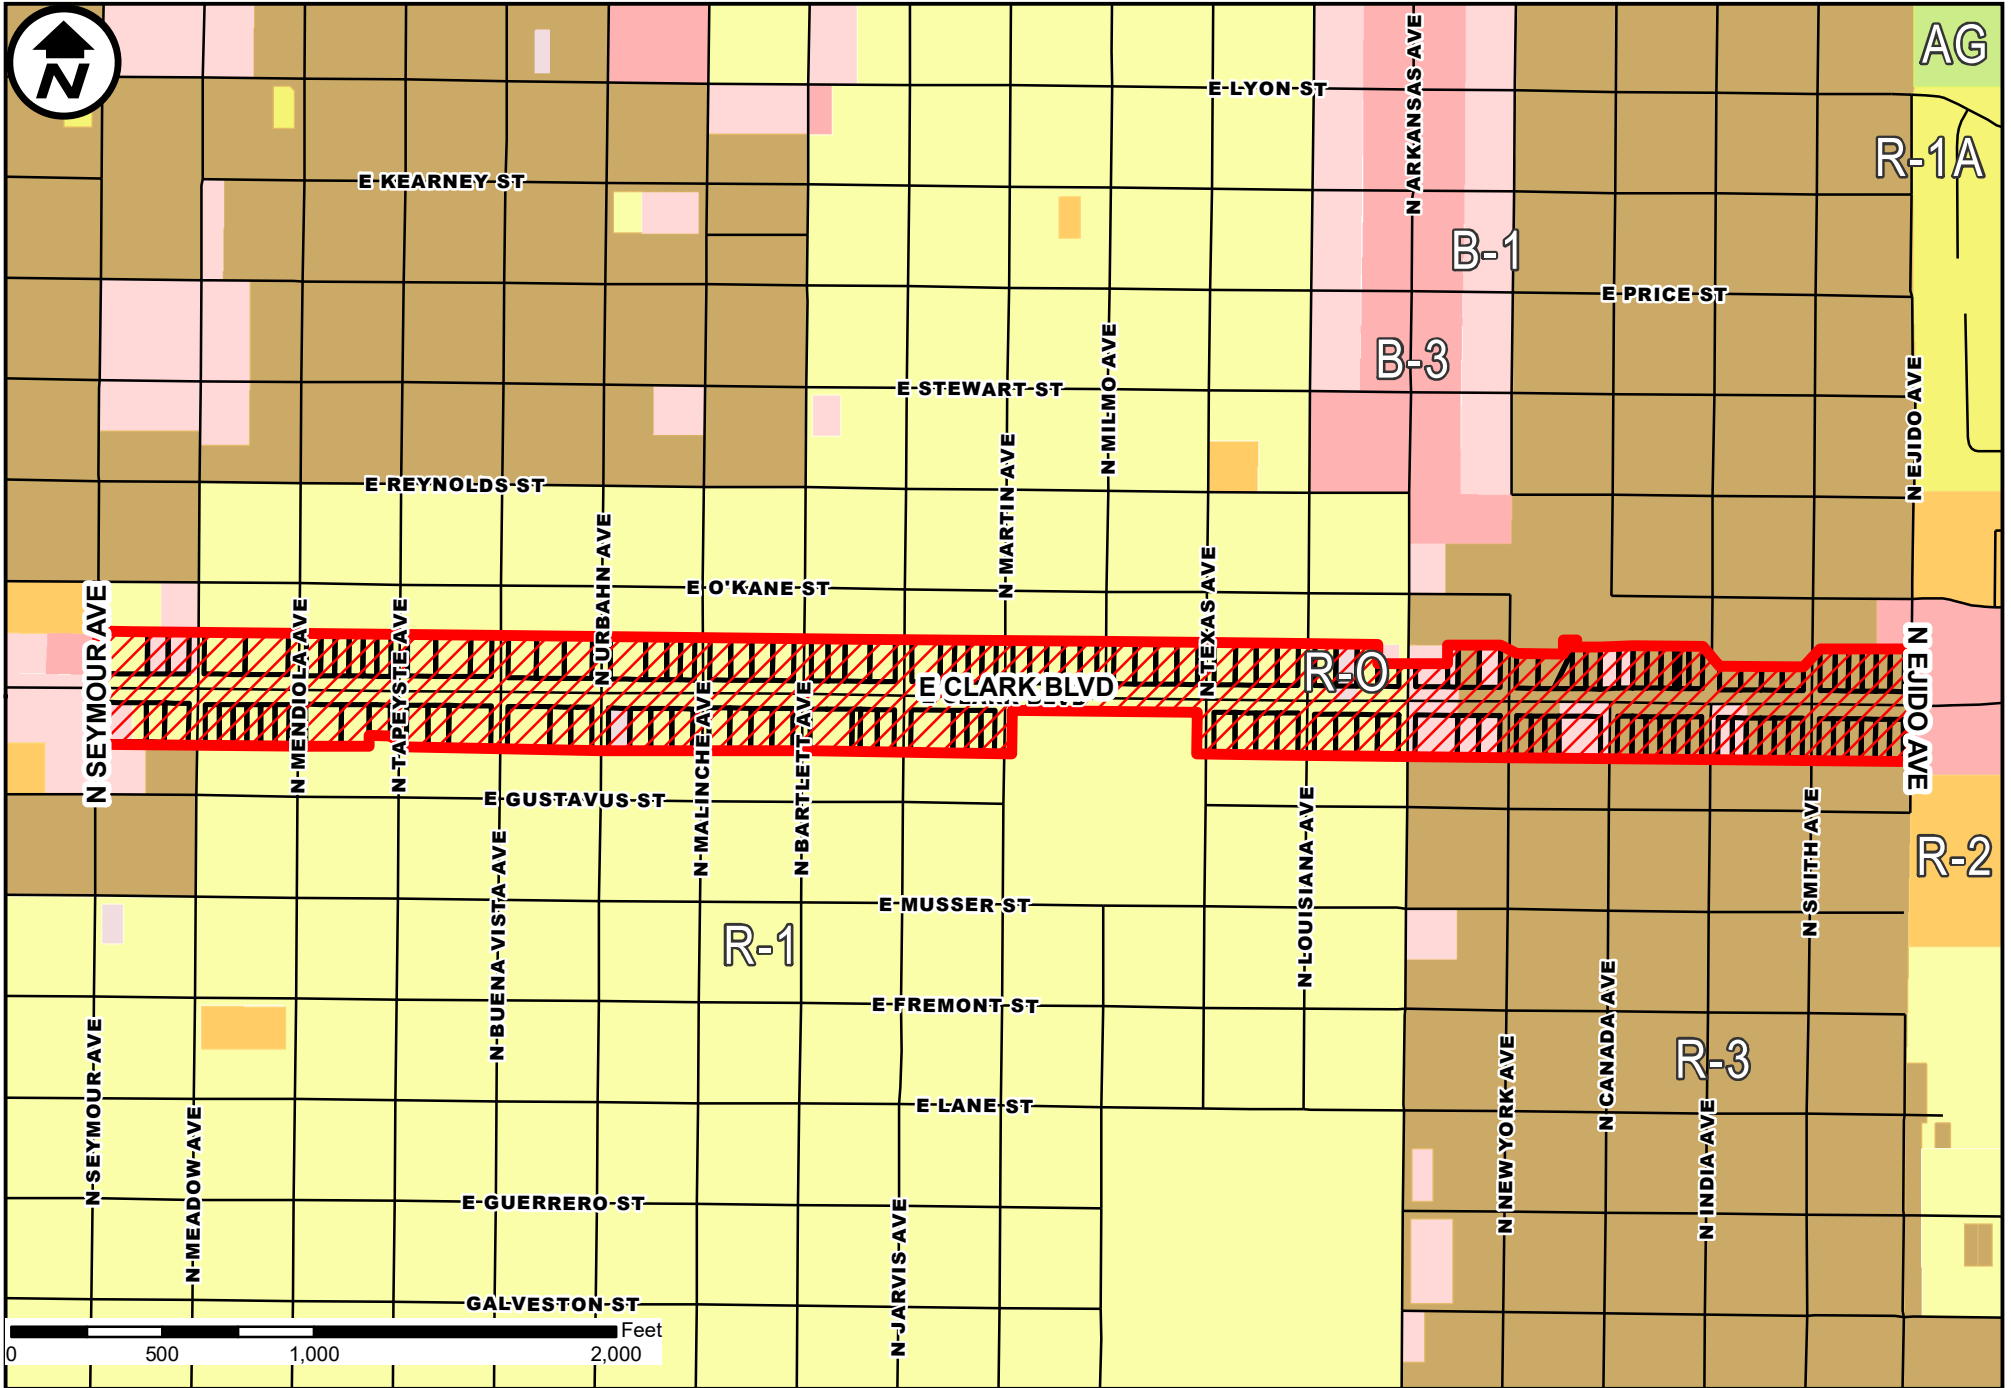 N
AG
E LYON ST
N ARKANSAS AVE
R-1A
E KEARNEY ST
B-1
E PRICE ST
B-3
N MILMO AVE
E STEWART ST
N EJIDO AVE
N MARTIN AVE
E REYNOLDS ST
N URBAHN AVE
N TEXAS AVE
E O'KANE ST
N SEYMOUR AVE
N MENDIOLA AVE
N TAPEYSTE AVE
R-O
E CLARK BLVD
E CLARK BLVD
N EJIDO AVE
N MALINCHE AVE
N BARTLETT AVE
E GUSTAVUS ST
N BUENA VISTA AVE
N LOUISIANA AVE
N SMITH AVE
R-2
E MUSSER ST
R-1
E FREMONT ST
N SEYMOUR AVE
N CANADA AVE
R-3
N NEW YORK AVE
E LANE ST
N MEADOW AVE
N INDIA AVE
E GUERRERO ST
N JARVIS AVE
GALVESTON ST
Feet
0 500 1,000 2,000